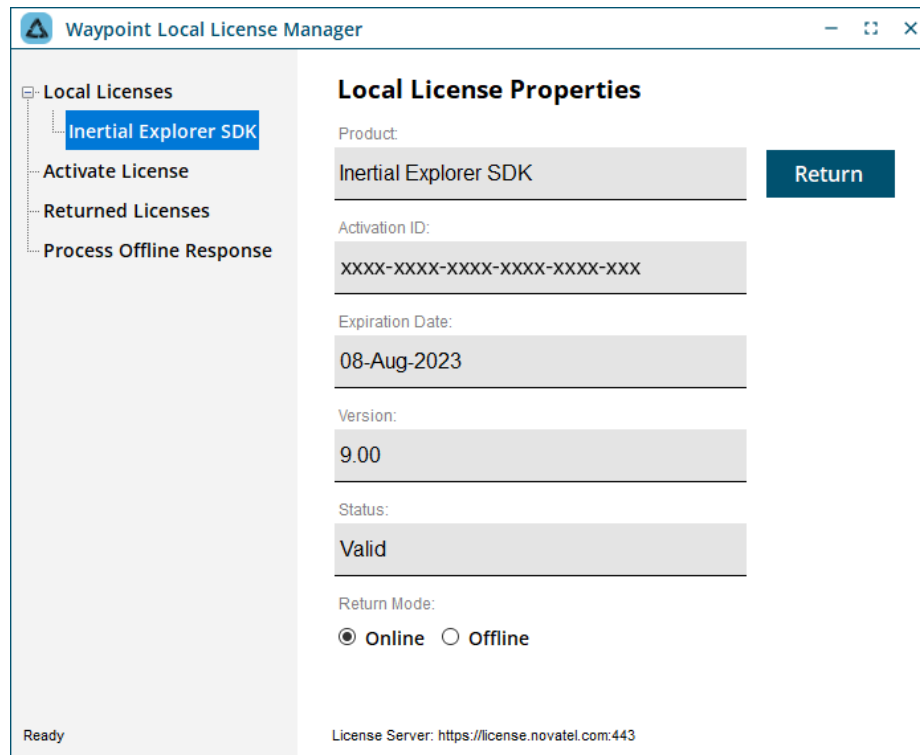 Waypoint Local License Manager
Local Licenses
Inertial Explorer SDK
Activate License
Returned Licenses
Process Offline Response
Local License Properties
Product:
Inertial Explorer SDK
Return
Activation ID:
xxxx-xxxx-xxxx-xxxx-xxxx-xxx
Expiration Date:
08-Aug-2023
Version:
9.00
Status:
Valid
Return Mode:
Online Offline
Ready
License Server: https://license.novatel.com:443